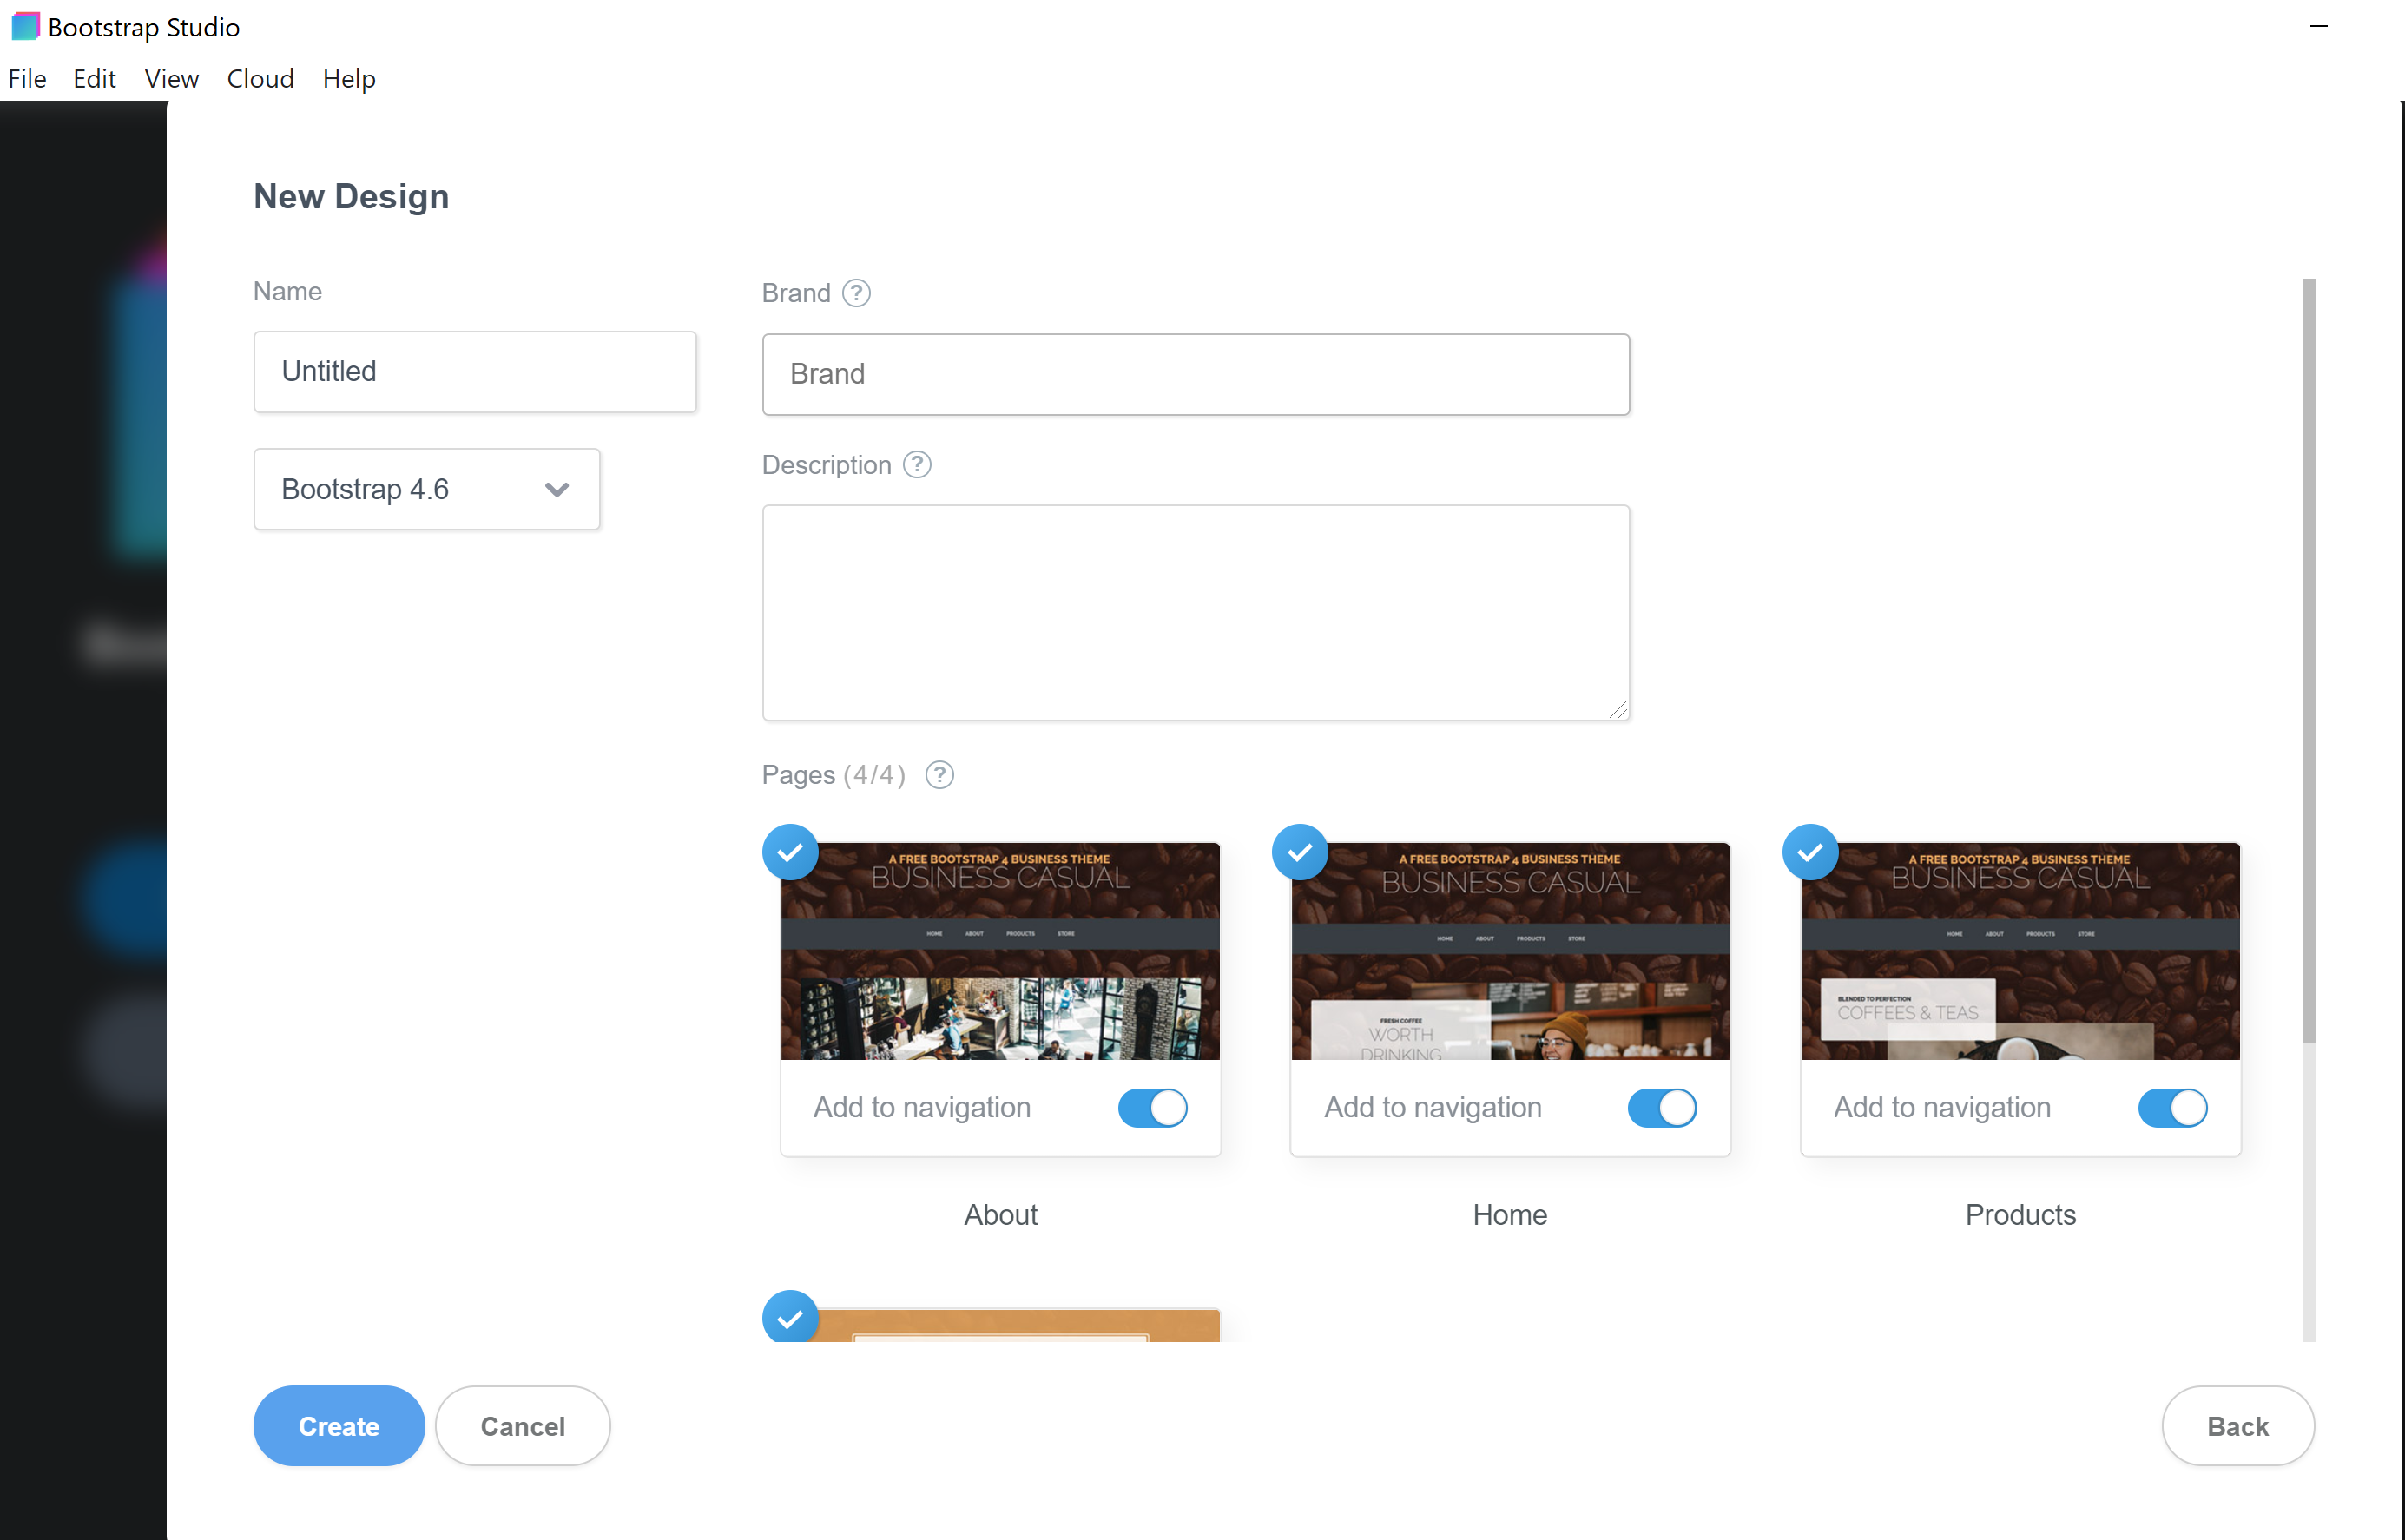 Bootstrap Studio
File Edit View Cloud Help
New Design
Name
Untitled
Bootstrap 4.6
Brand ?
Brand
Description ?
Pages (4/4) ?
A FREE BOOTSTRAP 4 BUSINESS THEME
BUSINESS CASUAL
HOME ABOUT PRODUCTS STORE
Add to navigation
About
A FREE BOOTSTRAP 4 BUSINESS THEME
BUSINESS CASUAL
HOME ABOUT PRODUCTS STORE
FRESH COFFEE
WORTH
DRINKING
Add to navigation
Home
A FREE BOOTSTRAP 4 BUSINESS THEME
BUSINESS CASUAL
HOME ABOUT PRODUCTS STORE
BLENDED TO PERFECTION
COFFEES & TEAS
Add to navigation
Products
Create
Cancel
Back